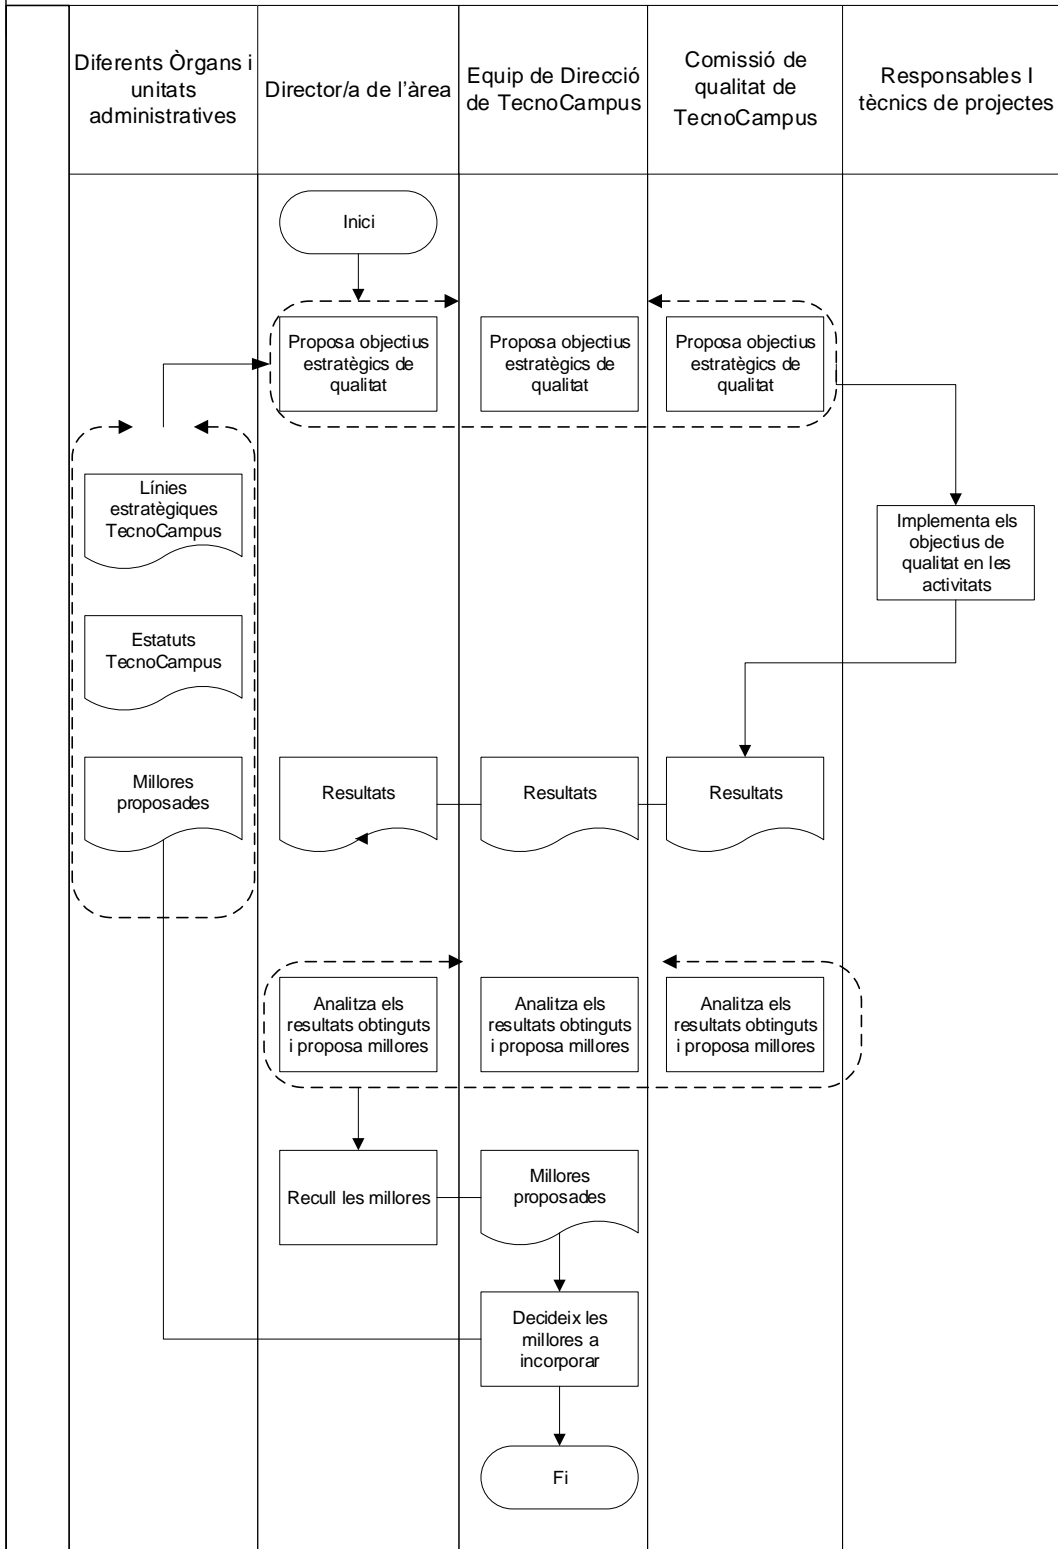 Diferents Òrgans i
unitats
administratives
Director/a de l'àrea
Equip de Direcció
de TecnoCampus
Comissió de
qualitat de
TecnoCampus
Responsables I
tècnics de projectes
Inici
Proposa objectius
estratègics de
qualitat
Proposa objectius
estratègics de
qualitat
Proposa objectius
estratègics de
qualitat
Línies
estratègiques
TecnoCampus
Implementa els
objectius de
qualitat en les
activitats
Estatuts
TecnoCampus
Millores
proposades
Resultats
Resultats
Resultats
Analitza els
resultats obtinguts
i proposa millores
Analitza els
resultats obtinguts
i proposa millores
Analitza els
resultats obtinguts
i proposa millores
Recull les millores
Millores
proposades
Decideix les
millores a
incorporar
Fi